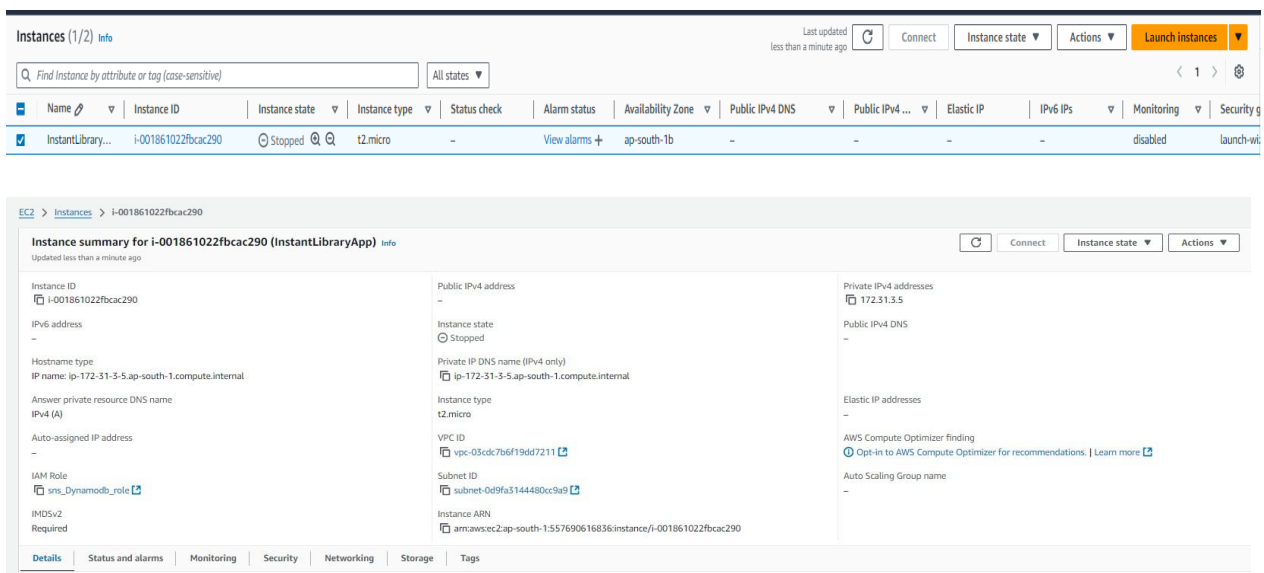 Instances (1/2) Info
Last updated
less than a minute ago
Connect
Instance state
Actions
Launch instances
Find Instance by attribute or tag (case-sensitive)
All states
1
Name
Instance ID
Instance state
Instance type
Status check
Alarm status
Availability Zone
Public IPv4 DNS
Public IPv4 ...
Elastic IP
IPv6 IPs
Monitoring
Security g
InstantLibrary... i-001861022fbcac290 Stopped t2.micro – View alarms + ap-south-1b – – – – disabled launch-wi
EC2 > Instances > i-001861022fbcac290
Instance summary for i-001861022fbcac290 (InstantLibraryApp) Info
Connect
Instance state
Actions
Updated less than a minute ago
Instance ID
i-001861022fbcac290
Public IPv4 address
–
Private IPv4 addresses
172.31.3.5
IPv6 address
–
Instance state
Stopped
Public IPv4 DNS
–
Hostname type
IP name: ip-172-31-3-5.ap-south-1.compute.internal
Private IP DNS name (IPv4 only)
ip-172-31-3-5.ap-south-1.compute.internal
Answer private resource DNS name
IPv4 (A)
Instance type
t2.micro
Elastic IP addresses
–
Auto-assigned IP address
–
VPC ID
vpc-03cdc7b6f19dd7211
AWS Compute Optimizer finding
Opt-in to AWS Compute Optimizer for recommendations. | Learn more
IAM Role
sns_Dynamodb_role
Subnet ID
subnet-0d9fa3144480cc9a9
Auto Scaling Group name
–
IMDSv2
Required
Instance ARN
arn:aws:ec2:ap-south-1:557690616836:instance/i-001861022fbcac290
Details
Status and alarms
Monitoring
Security
Networking
Storage
Tags